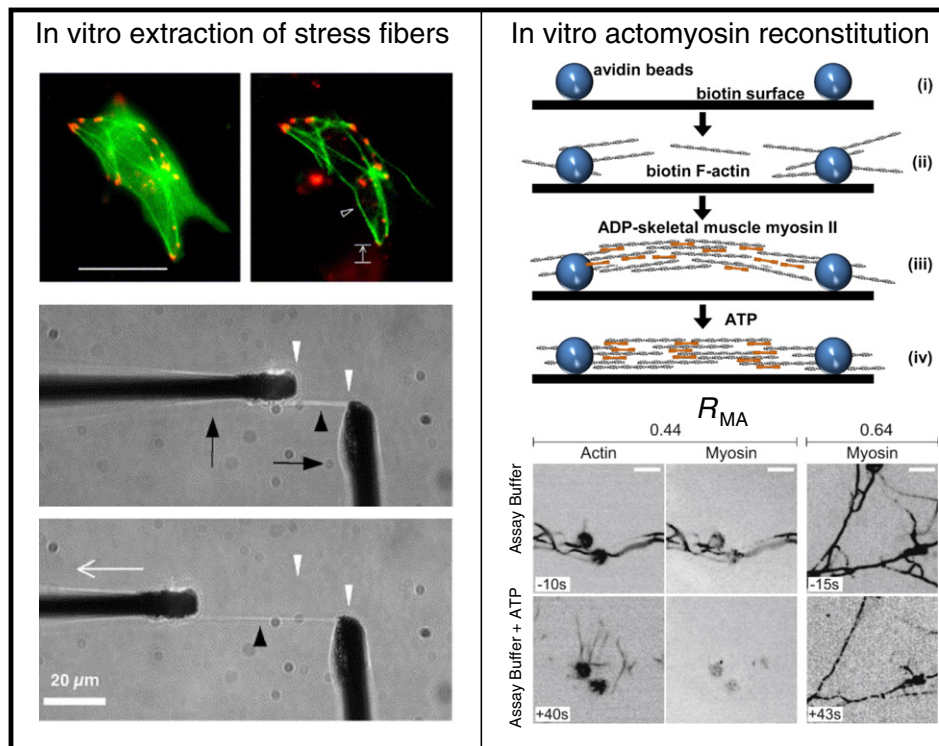 In vitro extraction of stress fibers
20 µm
In vitro actomyosin reconstitution
avidin beads
(i)
biotin surface
(ii)
biotin F-actin
ADP-skeletal muscle myosin II
(iii)
ATP
(iv)
RMA
0.44
0.64
Actin
Myosin
Myosin
Assay Buffer
-10s
-15s
Assay Buffer + ATP
+40s
+43s